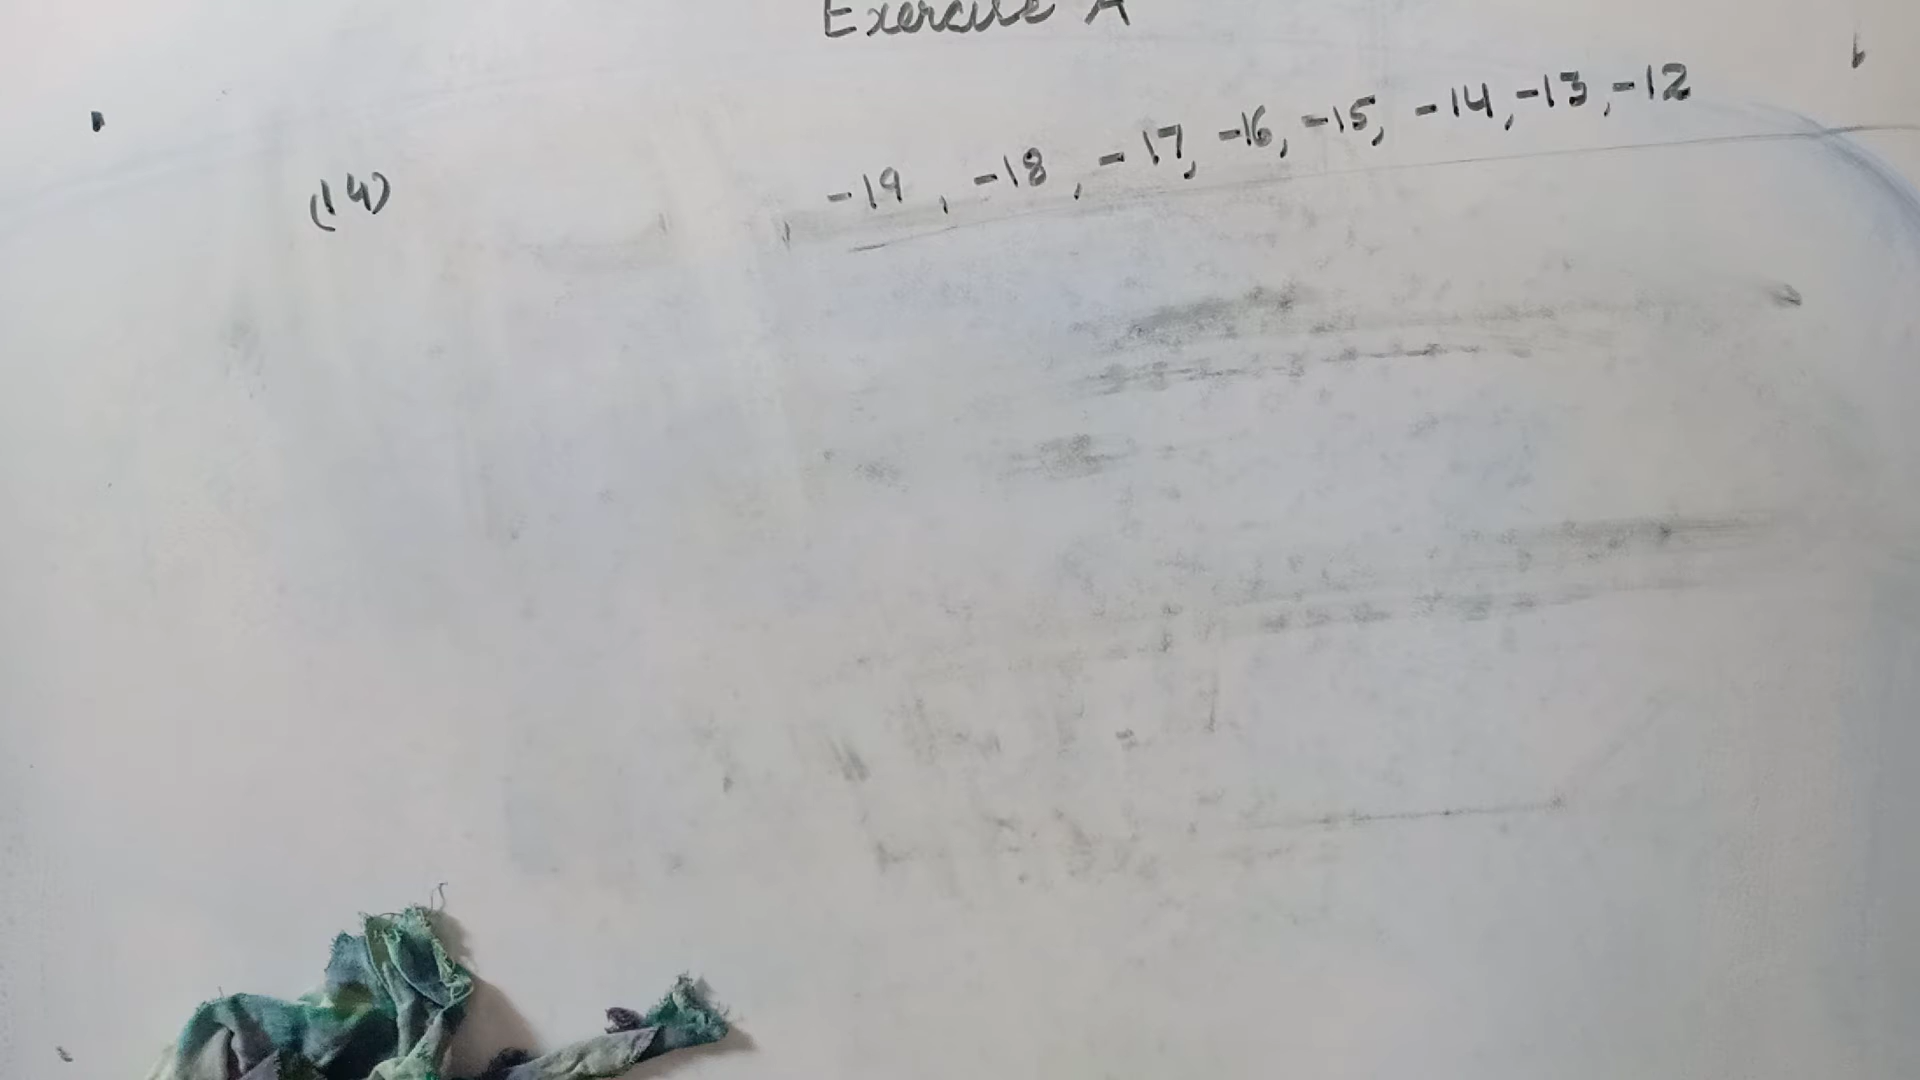 Exercise A
(14) , -19 , -18 , -17, -16, -15, -14, -13, -12